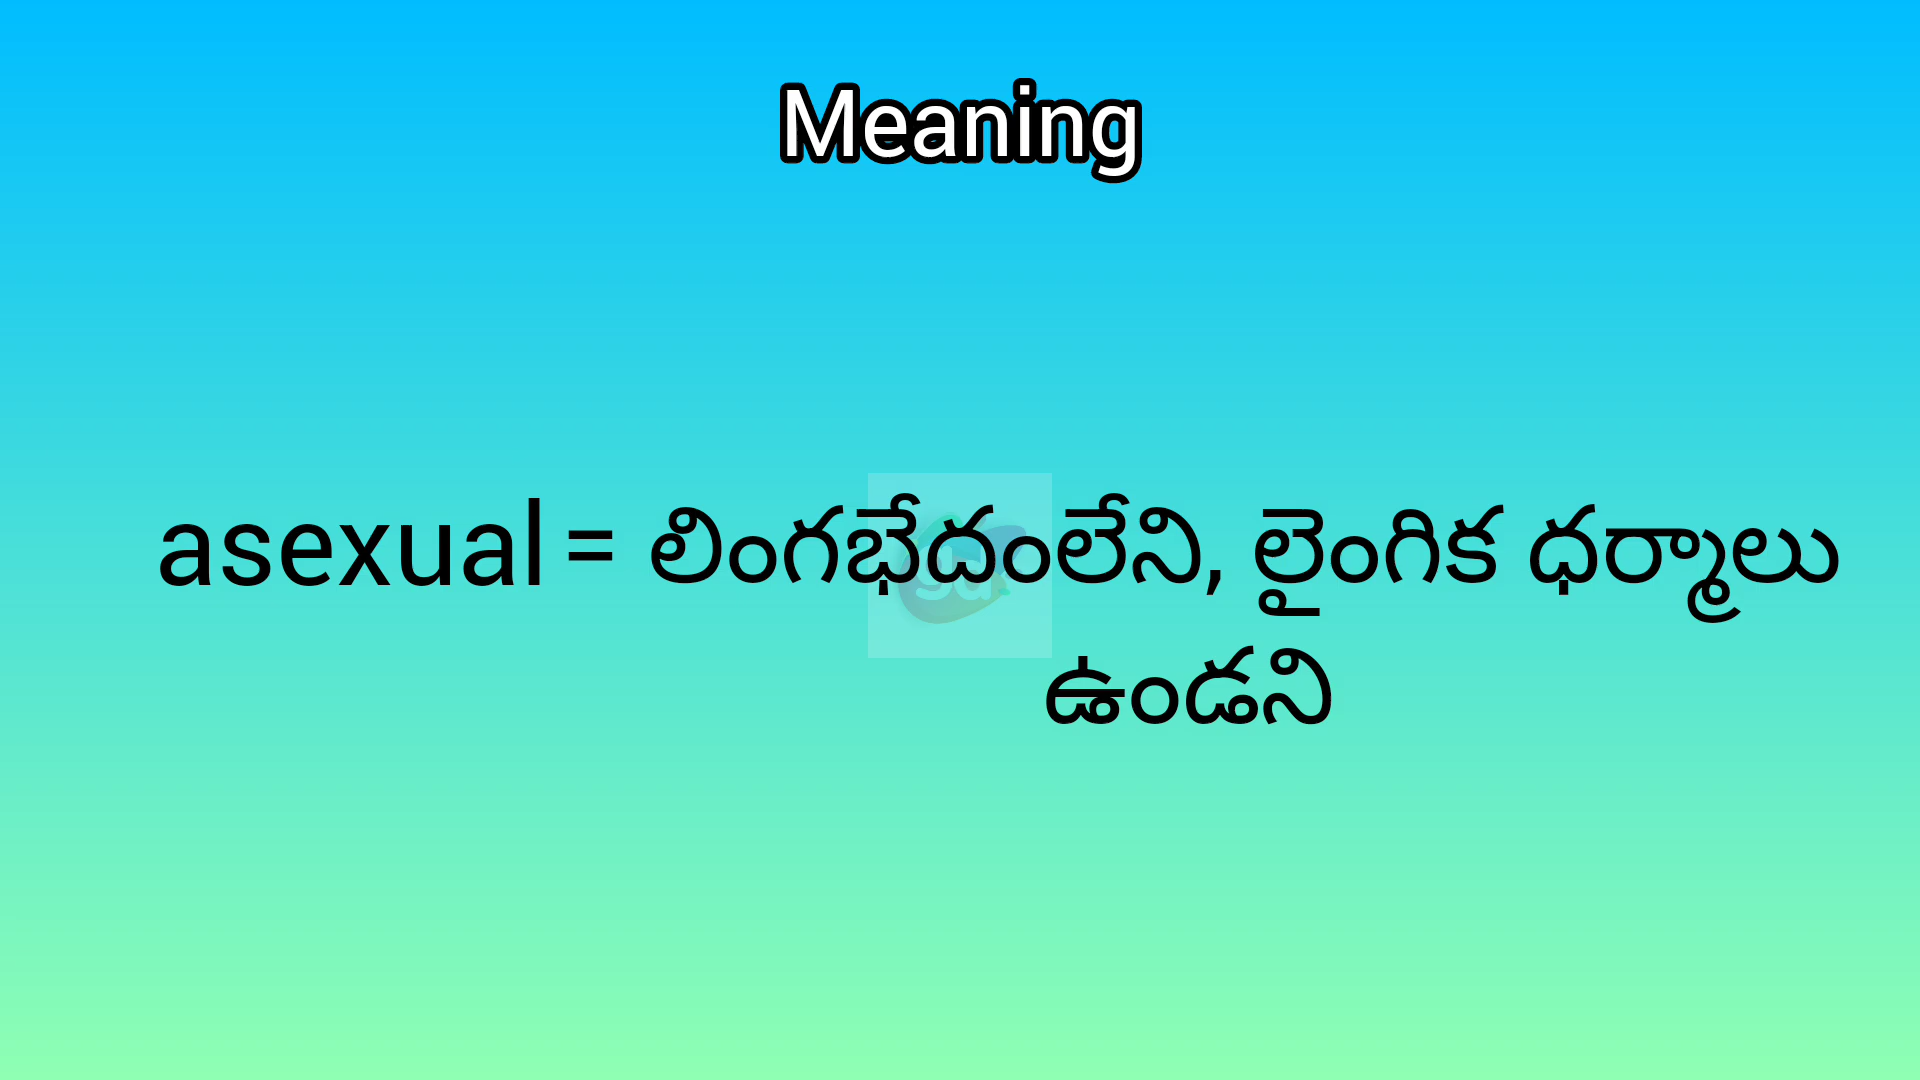 Meaning
asexual = లింగభేదంలేని, లైంగిక ధర్మాలు
ఉండని